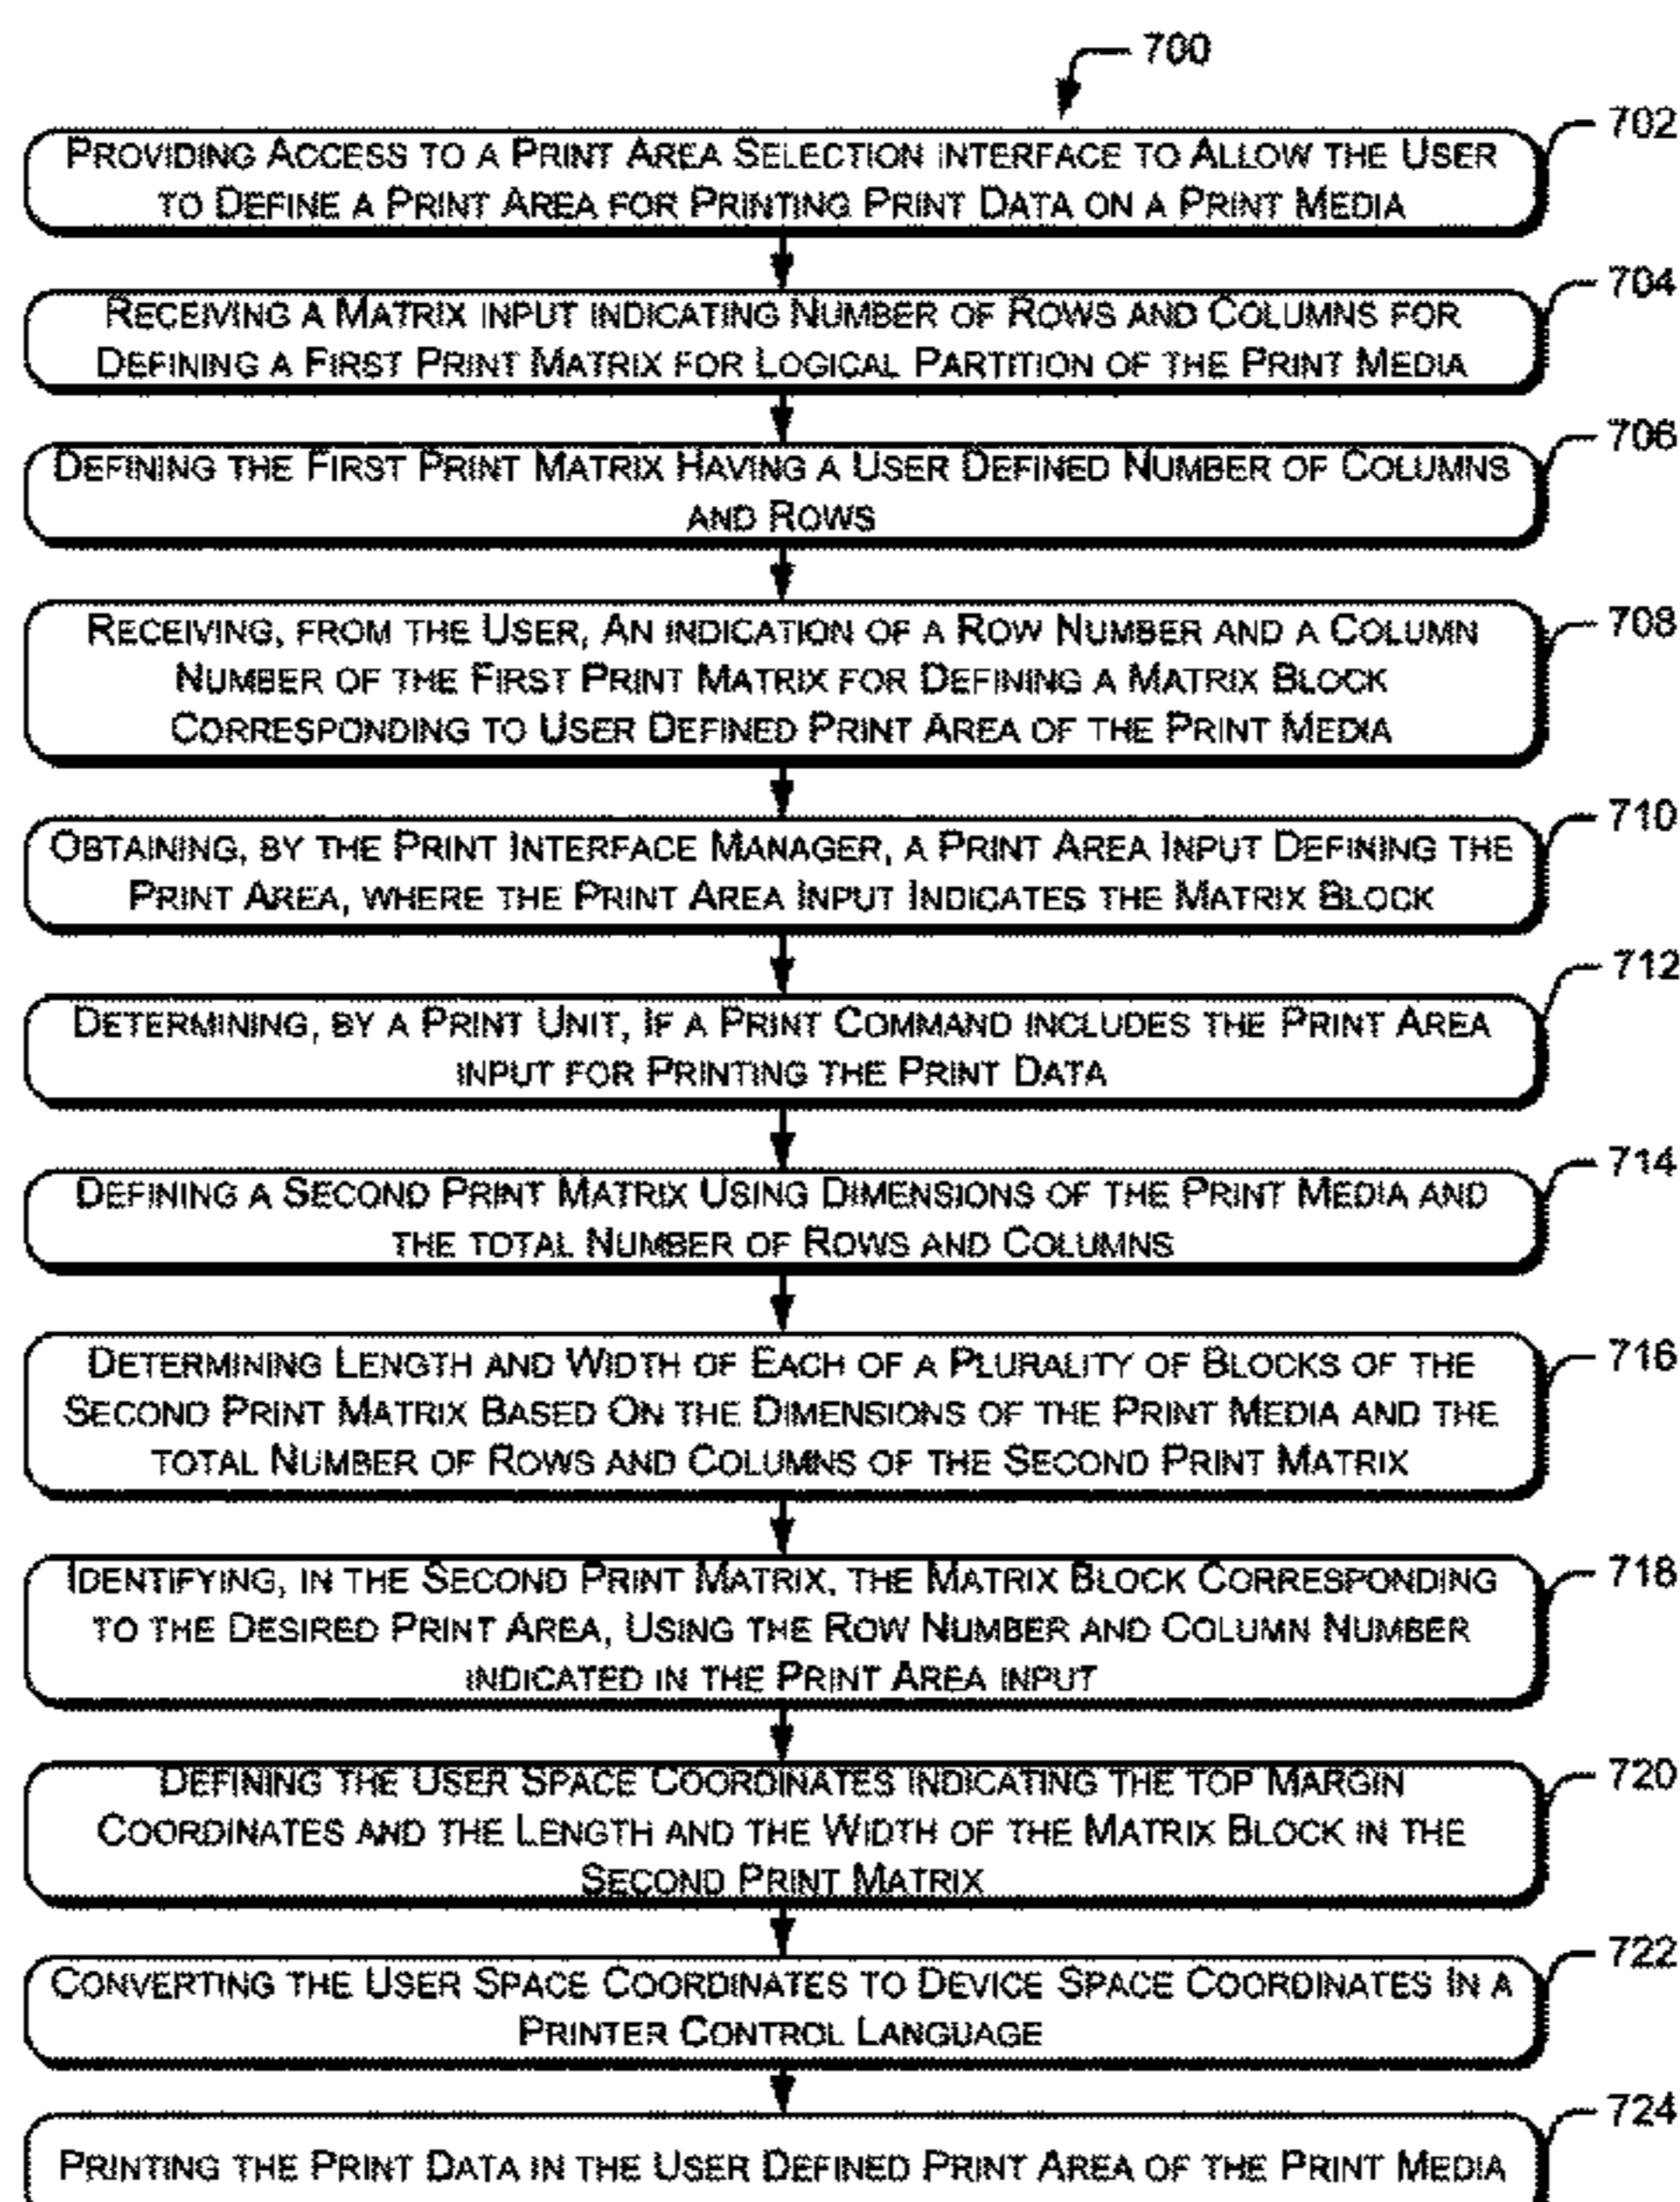 700
702
PROVIDING ACCESS TO A PRINT AREA SELECTION INTERFACE TO ALLOW THE USER
TO DEFINE A PRINT AREA FOR PRINTING PRINT DATA ON A PRINT MEDIA
704
RECEIVING A MATRIX INPUT INDICATING NUMBER OF ROWS AND COLUMNS FOR
DEFINING A FIRST PRINT MATRIX FOR LOGICAL PARTITION OF THE PRINT MEDIA
706
DEFINING THE FIRST PRINT MATRIX HAVING A USER DEFINED NUMBER OF COLUMNS
AND ROWS
708
RECEIVING, FROM THE USER, AN INDICATION OF A ROW NUMBER AND A COLUMN
NUMBER OF THE FIRST PRINT MATRIX FOR DEFINING A MATRIX BLOCK
CORRESPONDING TO USER DEFINED PRINT AREA OF THE PRINT MEDIA
710
OBTAINING, BY THE PRINT INTERFACE MANAGER, A PRINT AREA INPUT DEFINING THE
PRINT AREA, WHERE THE PRINT AREA INPUT INDICATES THE MATRIX BLOCK
712
DETERMINING, BY A PRINT UNIT, IF A PRINT COMMAND INCLUDES THE PRINT AREA
INPUT FOR PRINTING THE PRINT DATA
714
DEFINING A SECOND PRINT MATRIX USING DIMENSIONS OF THE PRINT MEDIA AND
THE TOTAL NUMBER OF ROWS AND COLUMNS
716
DETERMINING LENGTH AND WIDTH OF EACH OF A PLURALITY OF BLOCKS OF THE
SECOND PRINT MATRIX BASED ON THE DIMENSIONS OF THE PRINT MEDIA AND THE
TOTAL NUMBER OF ROWS AND COLUMNS OF THE SECOND PRINT MATRIX
718
IDENTIFYING, IN THE SECOND PRINT MATRIX, THE MATRIX BLOCK CORRESPONDING
TO THE DESIRED PRINT AREA, USING THE ROW NUMBER AND COLUMN NUMBER
INDICATED IN THE PRINT AREA INPUT
720
DEFINING THE USER SPACE COORDINATES INDICATING THE TOP MARGIN
COORDINATES AND THE LENGTH AND THE WIDTH OF THE MATRIX BLOCK IN THE
SECOND PRINT MATRIX
722
CONVERTING THE USER SPACE COORDINATES TO DEVICE SPACE COORDINATES IN A
PRINTER CONTROL LANGUAGE
724
PRINTING THE PRINT DATA IN THE USER DEFINED PRINT AREA OF THE PRINT MEDIA